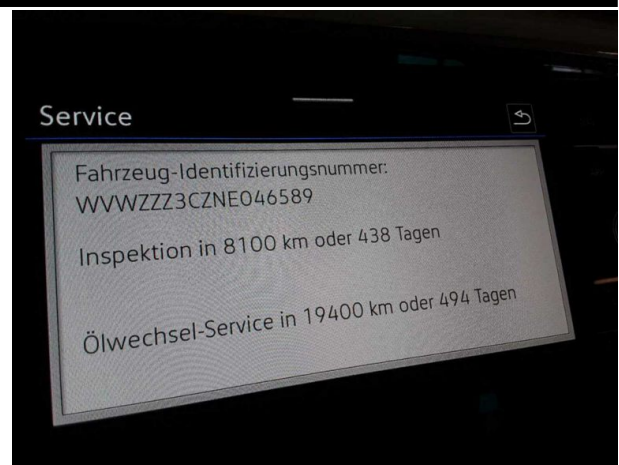 Service
Fahrzeug-Identifizierungsnummer:
WVWZZZ3CZNE046589
Inspektion in 8100 km oder 438 Tagen
Ölwechsel-Service in 19400 km oder 494 Tagen